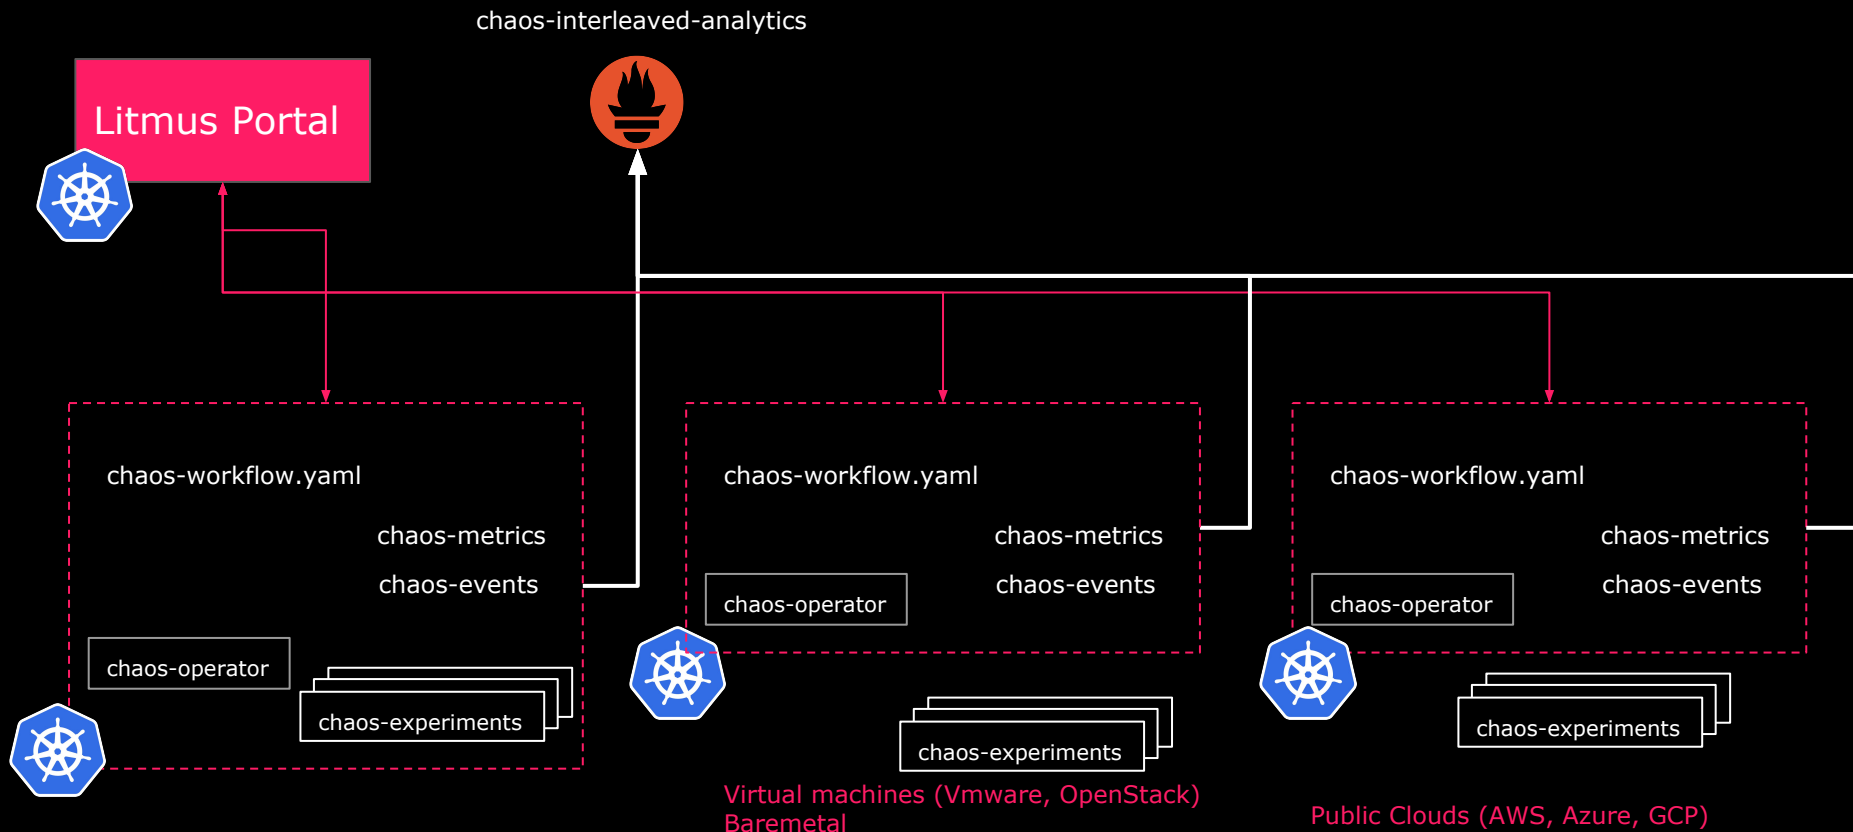 chaos-interleaved-analytics
Litmus Portal
chaos-workflow.yaml
chaos-metrics
chaos-events
chaos-operator
chaos-experiments
chaos-workflow.yaml
chaos-metrics
chaos-events
chaos-operator
chaos-experiments
Virtual machines (Vmware, OpenStack)
Baremetal
chaos-workflow.yaml
chaos-metrics
chaos-events
chaos-operator
chaos-experiments
Public Clouds (AWS, Azure, GCP)